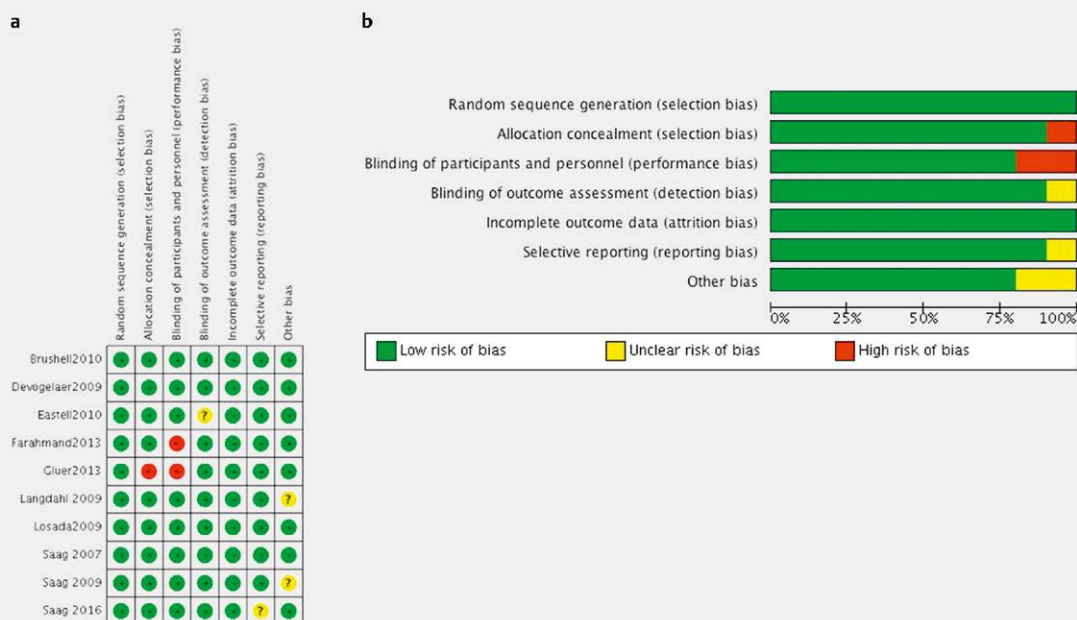 a
Random sequence generation (selection bias)
Allocation concealment (selection bias)
Blinding of participants and personnel (performance bias)
Blinding of outcome assessment (detection bias)
Incomplete outcome data (attrition bias)
Selective reporting (reporting bias)
Other bias
Brushell2010
Devogelaer2009
Eastell2010
?
Farahmand2013
Gluer2013
Langdahl 2009
?
Losada2009
Saag 2007
Saag 2009
?
Saag 2016
?
b
Random sequence generation (selection bias)
Allocation concealment (selection bias)
Blinding of participants and personnel (performance bias)
Blinding of outcome assessment (detection bias)
Incomplete outcome data (attrition bias)
Selective reporting (reporting bias)
Other bias
0% 25% 50% 75% 100%
Low risk of bias Unclear risk of bias High risk of bias